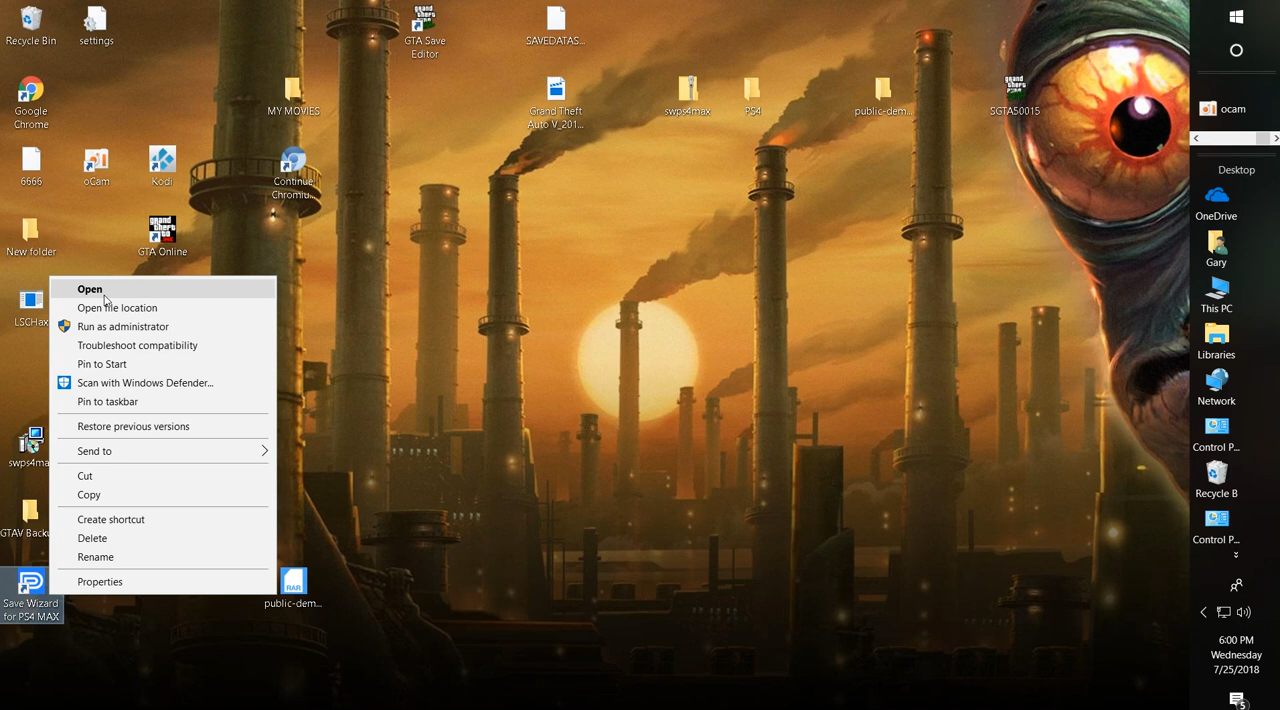 Recycle Bin
settings
GTA Save
Editor
SAVEDATAS...
Google
Chrome
MY MOVIES
Grand Theft
Auto V_201...
swps4max
PS4
public-dem...
SGTA50015
6666
oCam
Kodi
Continue
Chromiu...
New folder
GTA Online
LSCHax
swps4ma
GTAV Backu
Save Wizard
for PS4 MAX
RAR
public-dem...
Open
Open file location
Run as administrator
Troubleshoot compatibility
Pin to Start
Scan with Windows Defender...
Pin to taskbar
Restore previous versions
Send to
Cut
Copy
Create shortcut
Delete
Rename
Properties
ocam
Desktop
OneDrive
Gary
This PC
Libraries
Network
Control P...
Recycle B
Control P...
6:00 PM
Wednesday
7/25/2018
5